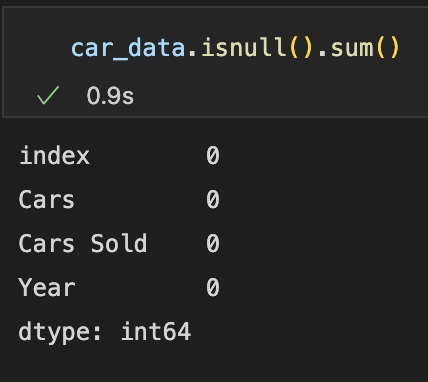 car_data.isnull().sum()
0.9s
index 0
Cars 0
Cars Sold 0
Year 0
dtype: int64